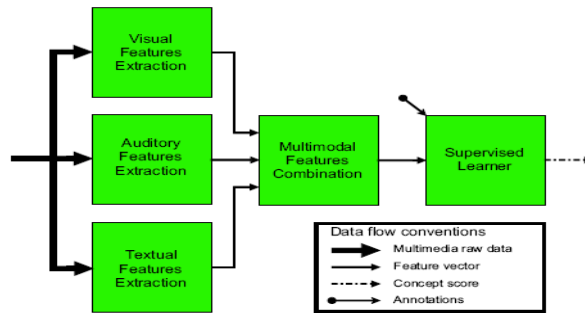 Visual
Features
Extraction
Auditory
Features
Extraction
Textual
Features
Extraction
Multimodal
Features
Combination
Supervised
Learner
Data flow conventions
Multimedia raw data
Feature vector
Concept score
Annotations